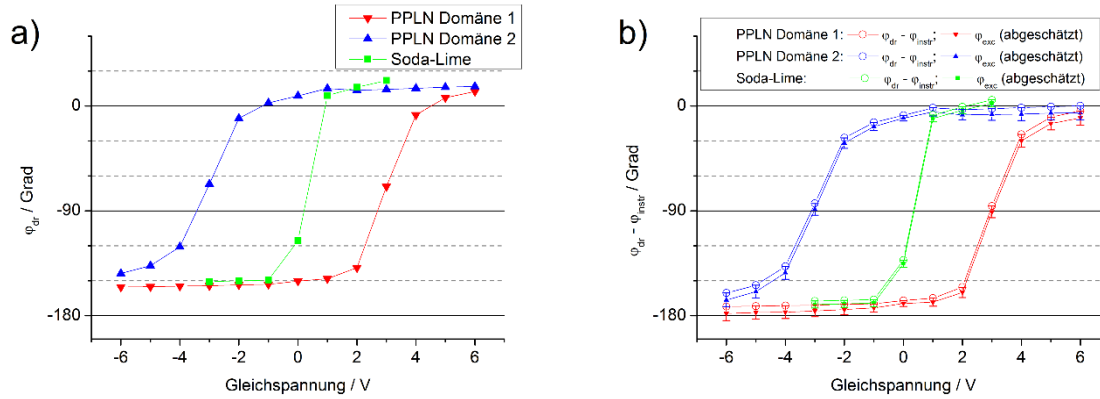 a)
PPLN Domäne 1
PPLN Domäne 2
Soda-Lime
φdr / Grad
0
-90
-180
-6 -4 -2 0 2 4 6
Gleichspannung / V
b)
PPLN Domäne 1: φdr - φinstr; φexc (abgeschätzt)
PPLN Domäne 2: φdr - φinstr; φexc (abgeschätzt)
Soda-Lime: φdr - φinstr; φexc (abgeschätzt)
φdr - φinstr / Grad
0
-90
-180
-6 -4 -2 0 2 4 6
Gleichspannung / V